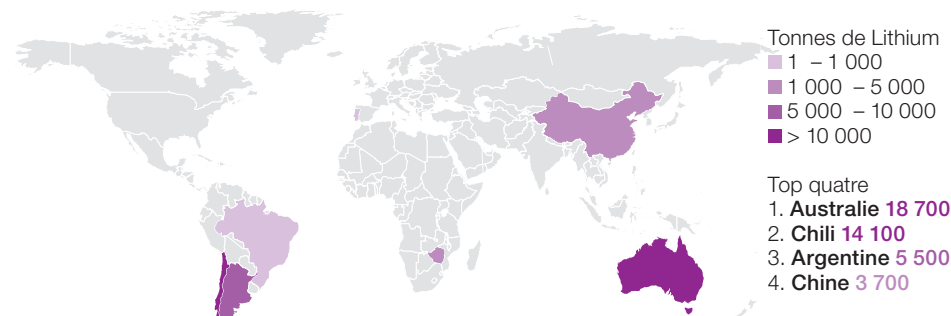 Tonnes de Lithium
1 – 1 000
1 000 – 5 000
5 000 – 10 000
> 10 000
Top quatre
1. Australie 18 700
2. Chili 14 100
3. Argentine 5 500
4. Chine 3 700